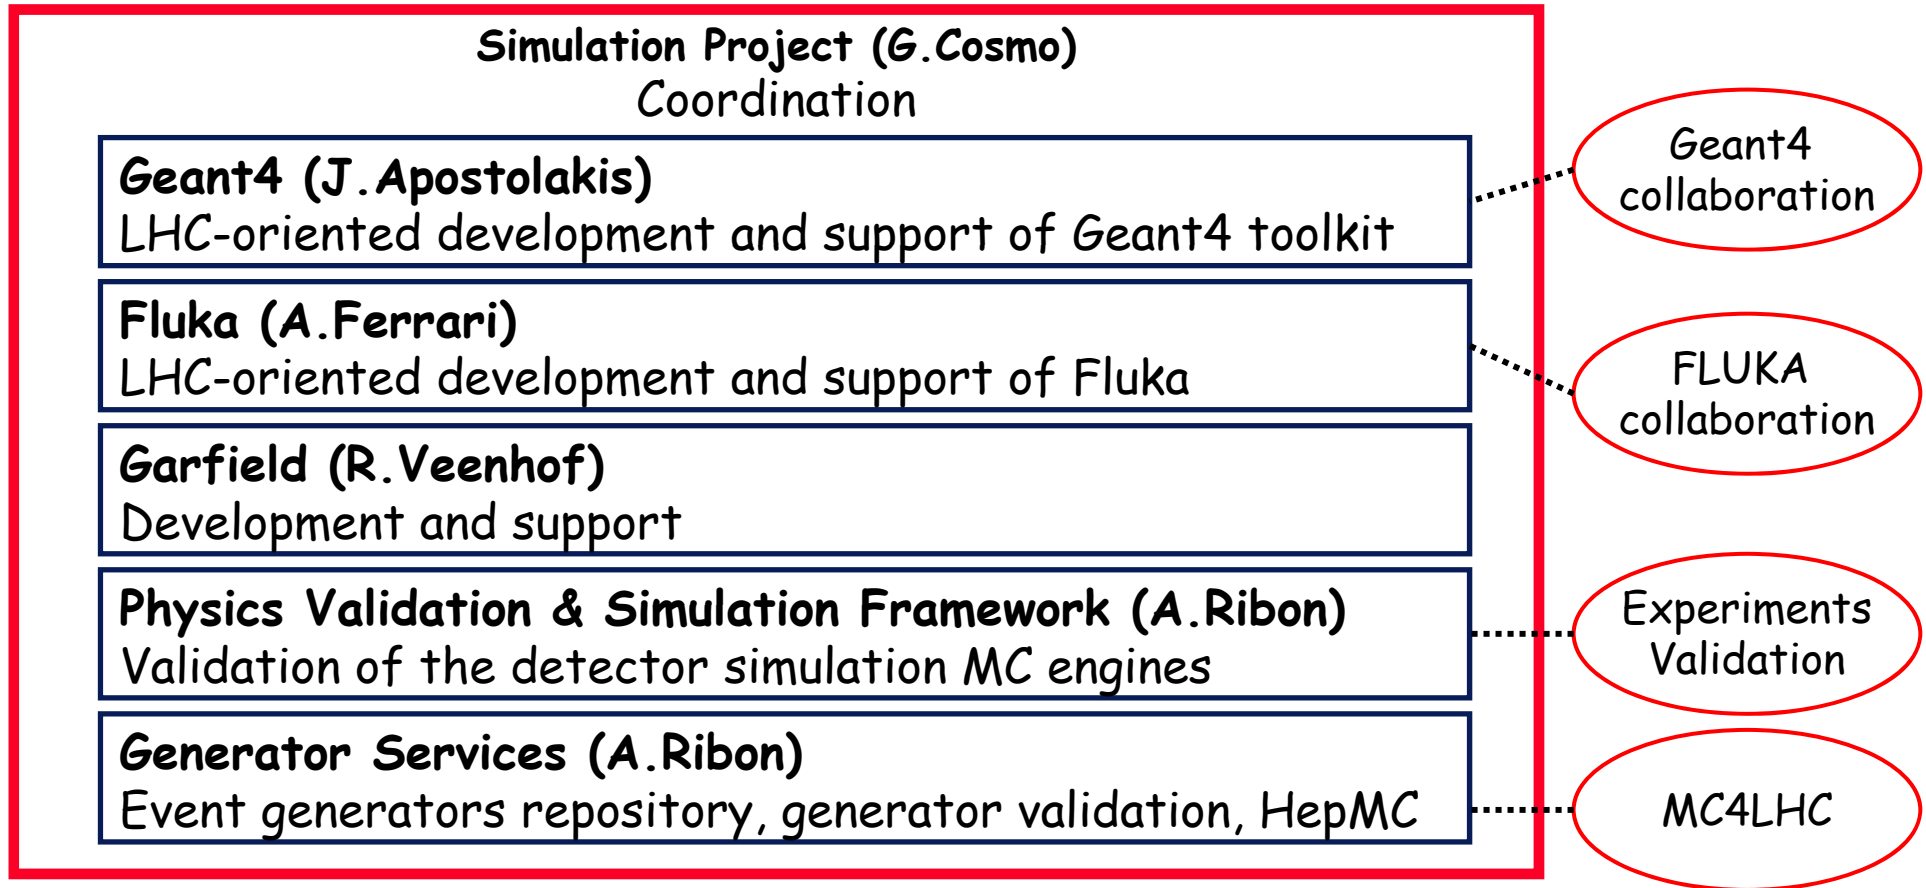 Simulation Project (G.Cosmo)
Coordination
Geant4 (J.Apostolakis)
LHC-oriented development and support of Geant4 toolkit
Fluka (A.Ferrari)
LHC-oriented development and support of Fluka
Garfield (R.Veenhof)
Development and support
Physics Validation & Simulation Framework (A.Ribon)
Validation of the detector simulation MC engines
Generator Services (A.Ribon)
Event generators repository, generator validation, HepMC
Geant4
collaboration
FLUKA
collaboration
Experiments
Validation
MC4LHC